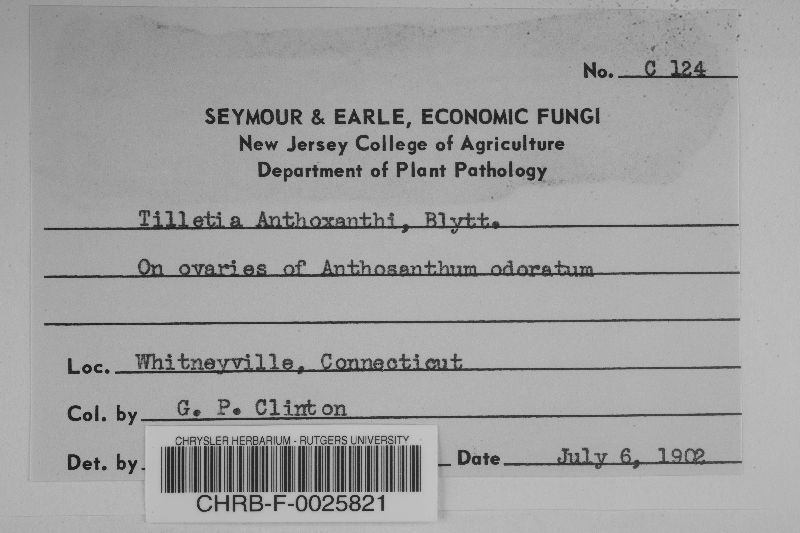 No. C 124
SEYMOUR & EARLE, ECONOMIC FUNGI
New Jersey College of Agriculture
Department of Plant Pathology
Tilletia Anthoxanthi, Blytt.
On ovaries of Anthosanthum odoratum
Loc. Whitneyville, Connecticut
Col. by G. P. Clinton
Det. by
Date July 6, 1902
CHRYSLER HERBARIUM - RUTGERS UNIVERSITY
CHRB-F-0025821